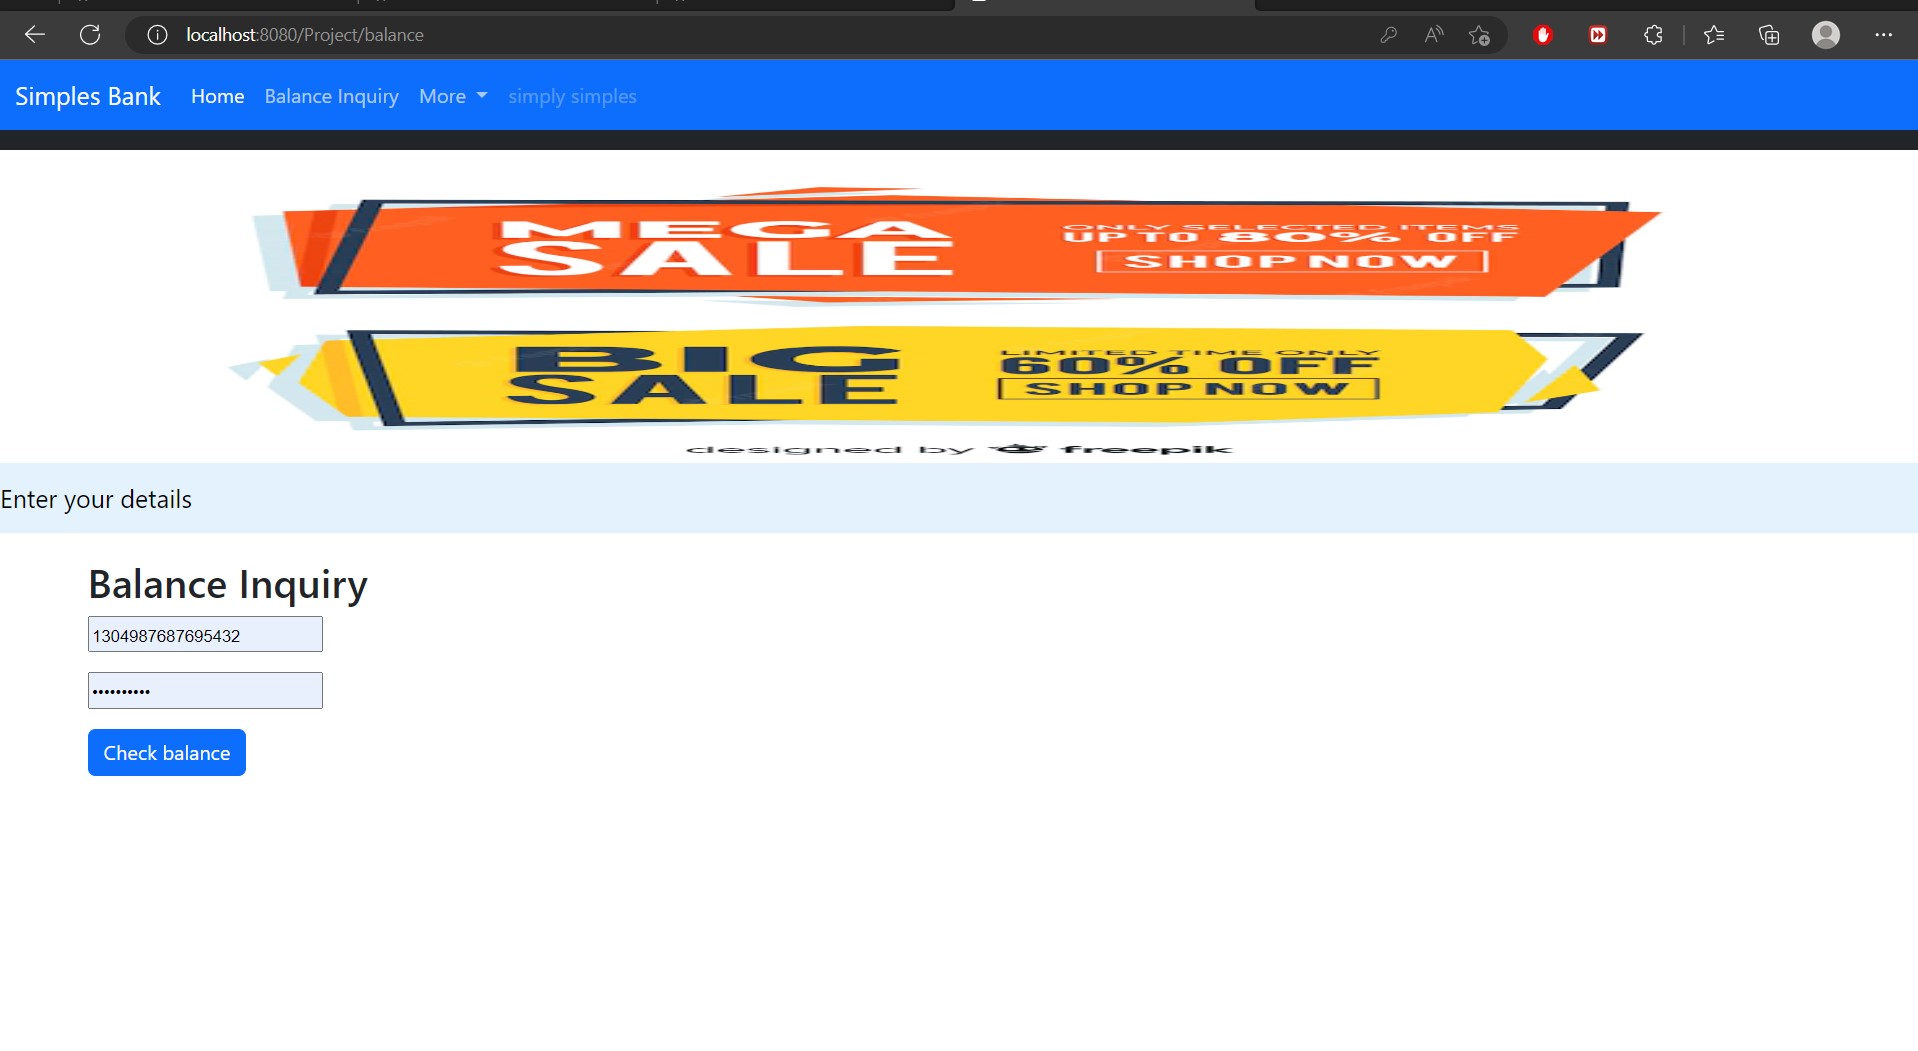 localhost:8080/Project/balance
Simples Bank Home Balance Inquiry More simply simples
MEGA
SALE
ONLY SELECTED ITEMS
UP TO 80% OFF
SHOP NOW
BIG
SALE
LIMITED TIME ONLY
60% OFF
SHOP NOW
designed by freepik
Enter your details
Balance Inquiry
1304987687695432
••••••••••
Check balance